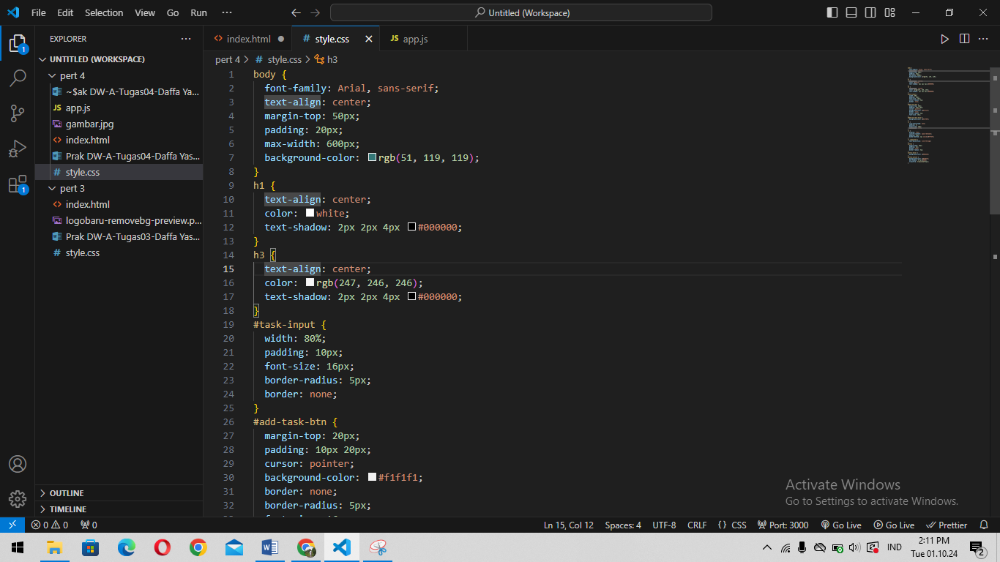 File Edit Selection View Go Run ···
Untitled (Workspace)
EXPLORER
index.html
style.css
app.js
UNTITLED (WORKSPACE)
pert 4
~$ak DW-A-Tugas04-Daffa Ya...
app.js
gambar.jpg
index.html
Prak DW-A-Tugas04-Daffa Yas...
style.css
pert 3
index.html
logobaru-removebg-preview.p...
Prak DW-A-Tugas03-Daffa Yas...
style.css
OUTLINE
TIMELINE
1
1
pert 4 > # style.css > h3
1 body {
2 font-family: Arial, sans-serif;
3 text-align: center;
4 margin-top: 50px;
5 padding: 20px;
6 max-width: 600px;
7 background-color: rgb(51, 119, 119);
8 }
9 h1 {
10 text-align: center;
11 color: white;
12 text-shadow: 2px 2px 4px #000000;
13 }
14 h3 {
15 text-align: center;
16 color: rgb(247, 246, 246);
17 text-shadow: 2px 2px 4px #000000;
18 }
19 #task-input {
20 width: 80%;
21 padding: 10px;
22 font-size: 16px;
23 border-radius: 5px;
24 border: none;
25 }
26 #add-task-btn {
27 margin-top: 20px;
28 padding: 10px 20px;
29 cursor: pointer;
30 background-color: #f1f1f1;
31 border: none;
32 border-radius: 5px;
Activate Windows
Go to Settings to activate Windows.
0 0 0 Ln 15, Col 12 Spaces: 4 UTF-8 CRLF {} CSS Port: 3000 Go Live Go Live Prettier
IND
2:11 PM
Tue 01.10.24
2